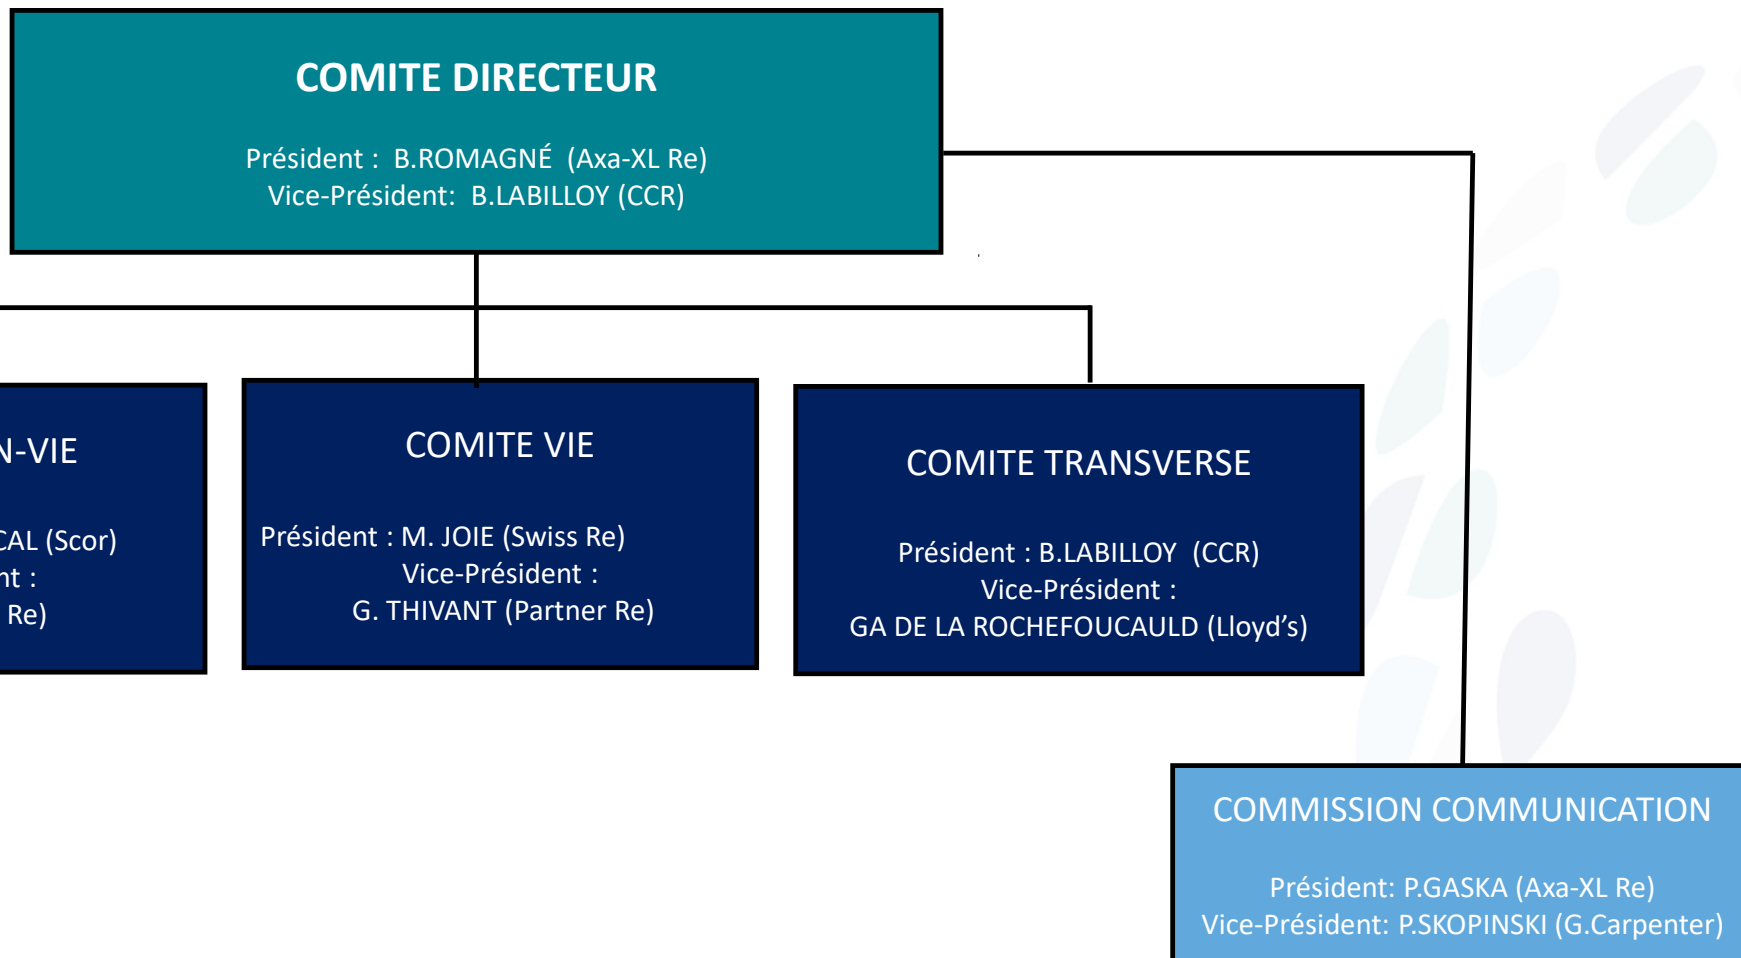 COMITE DIRECTEUR
Président : B.ROMAGNÉ (Axa-XL Re)
Vice-Président: B.LABILLOY (CCR)
N-VIE
CAL (Scor)
nt :
Re)
COMITE VIE
Président : M. JOIE (Swiss Re)
Vice-Président :
G. THIVANT (Partner Re)
COMITE TRANSVERSE
Président : B.LABILLOY (CCR)
Vice-Président :
GA DE LA ROCHEFOUCAULD (Lloyd’s)
COMMISSION COMMUNICATION
Président: P.GASKA (Axa-XL Re)
Vice-Président: P.SKOPINSKI (G.Carpenter)